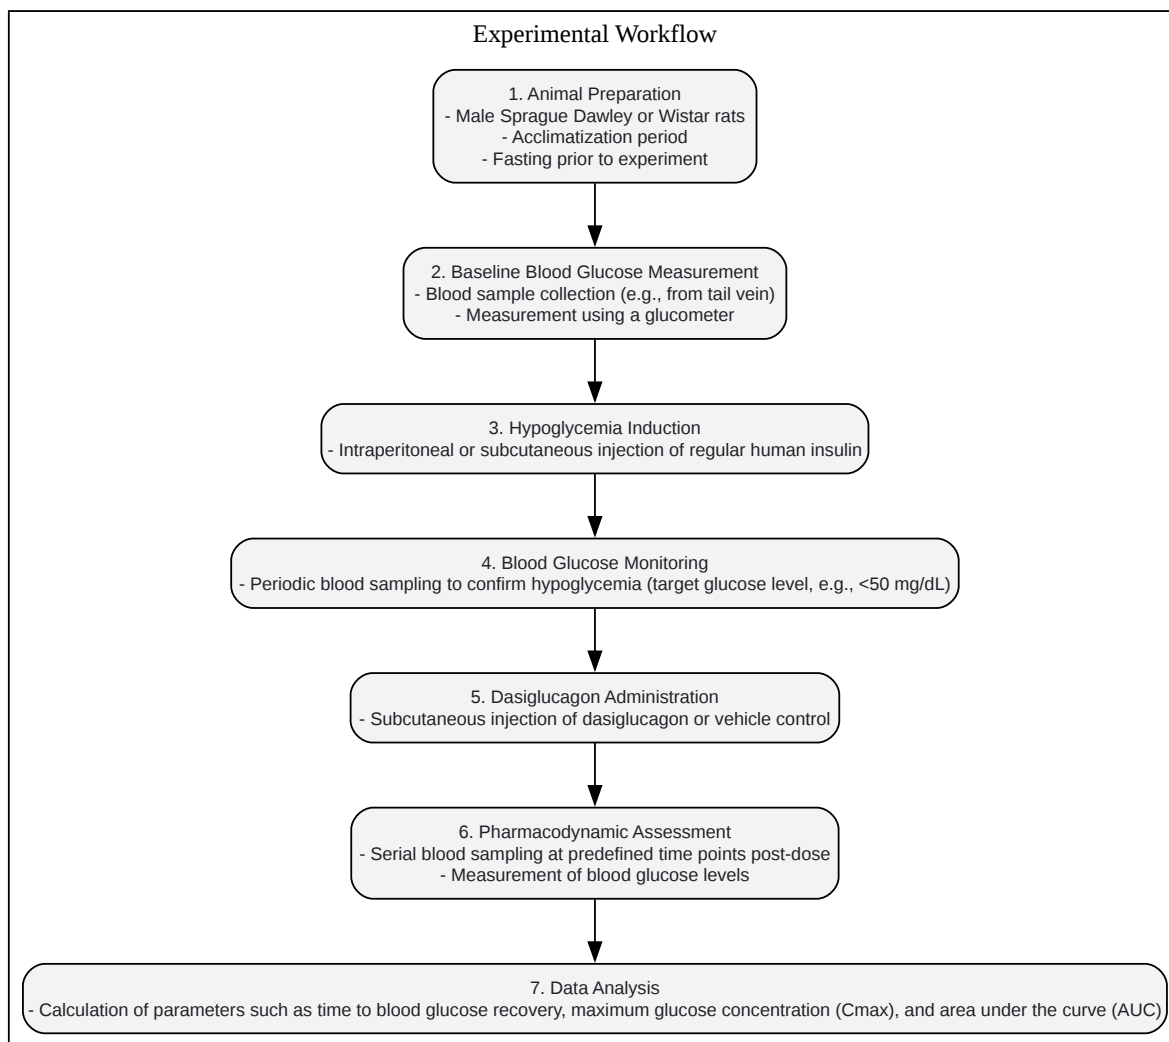 Experimental Workflow
1. Animal Preparation
- Male Sprague Dawley or Wistar rats
- Acclimatization period
- Fasting prior to experiment
2. Baseline Blood Glucose Measurement
- Blood sample collection (e.g., from tail vein)
- Measurement using a glucometer
3. Hypoglycemia Induction
- Intraperitoneal or subcutaneous injection of regular human insulin
4. Blood Glucose Monitoring
- Periodic blood sampling to confirm hypoglycemia (target glucose level, e.g., <50 mg/dL)
5. Dasiglucagon Administration
- Subcutaneous injection of dasiglucagon or vehicle control
6. Pharmacodynamic Assessment
- Serial blood sampling at predefined time points post-dose
- Measurement of blood glucose levels
7. Data Analysis
- Calculation of parameters such as time to blood glucose recovery, maximum glucose concentration (Cmax), and area under the curve (AUC)